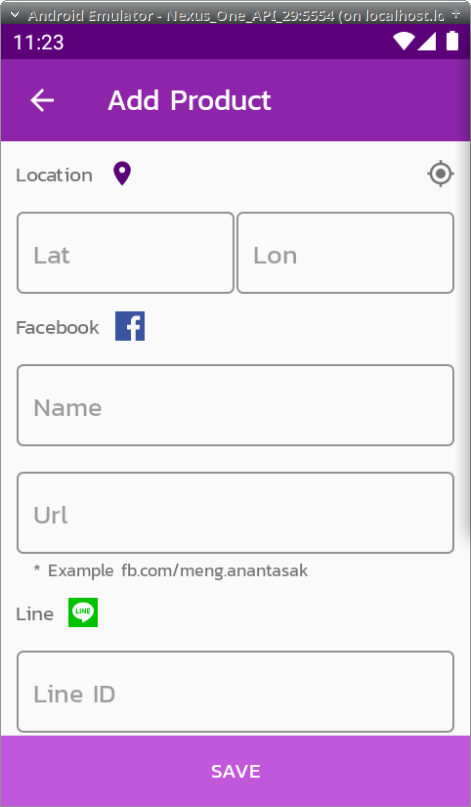 Android Emulator - Nexus_One_API_29:5554 (on localhost.lo
11:23
Add Product
Location
Lat Lon
Facebook
Name
Url
* Example fb.com/meng.anantasak
Line LINE
Line ID
SAVE